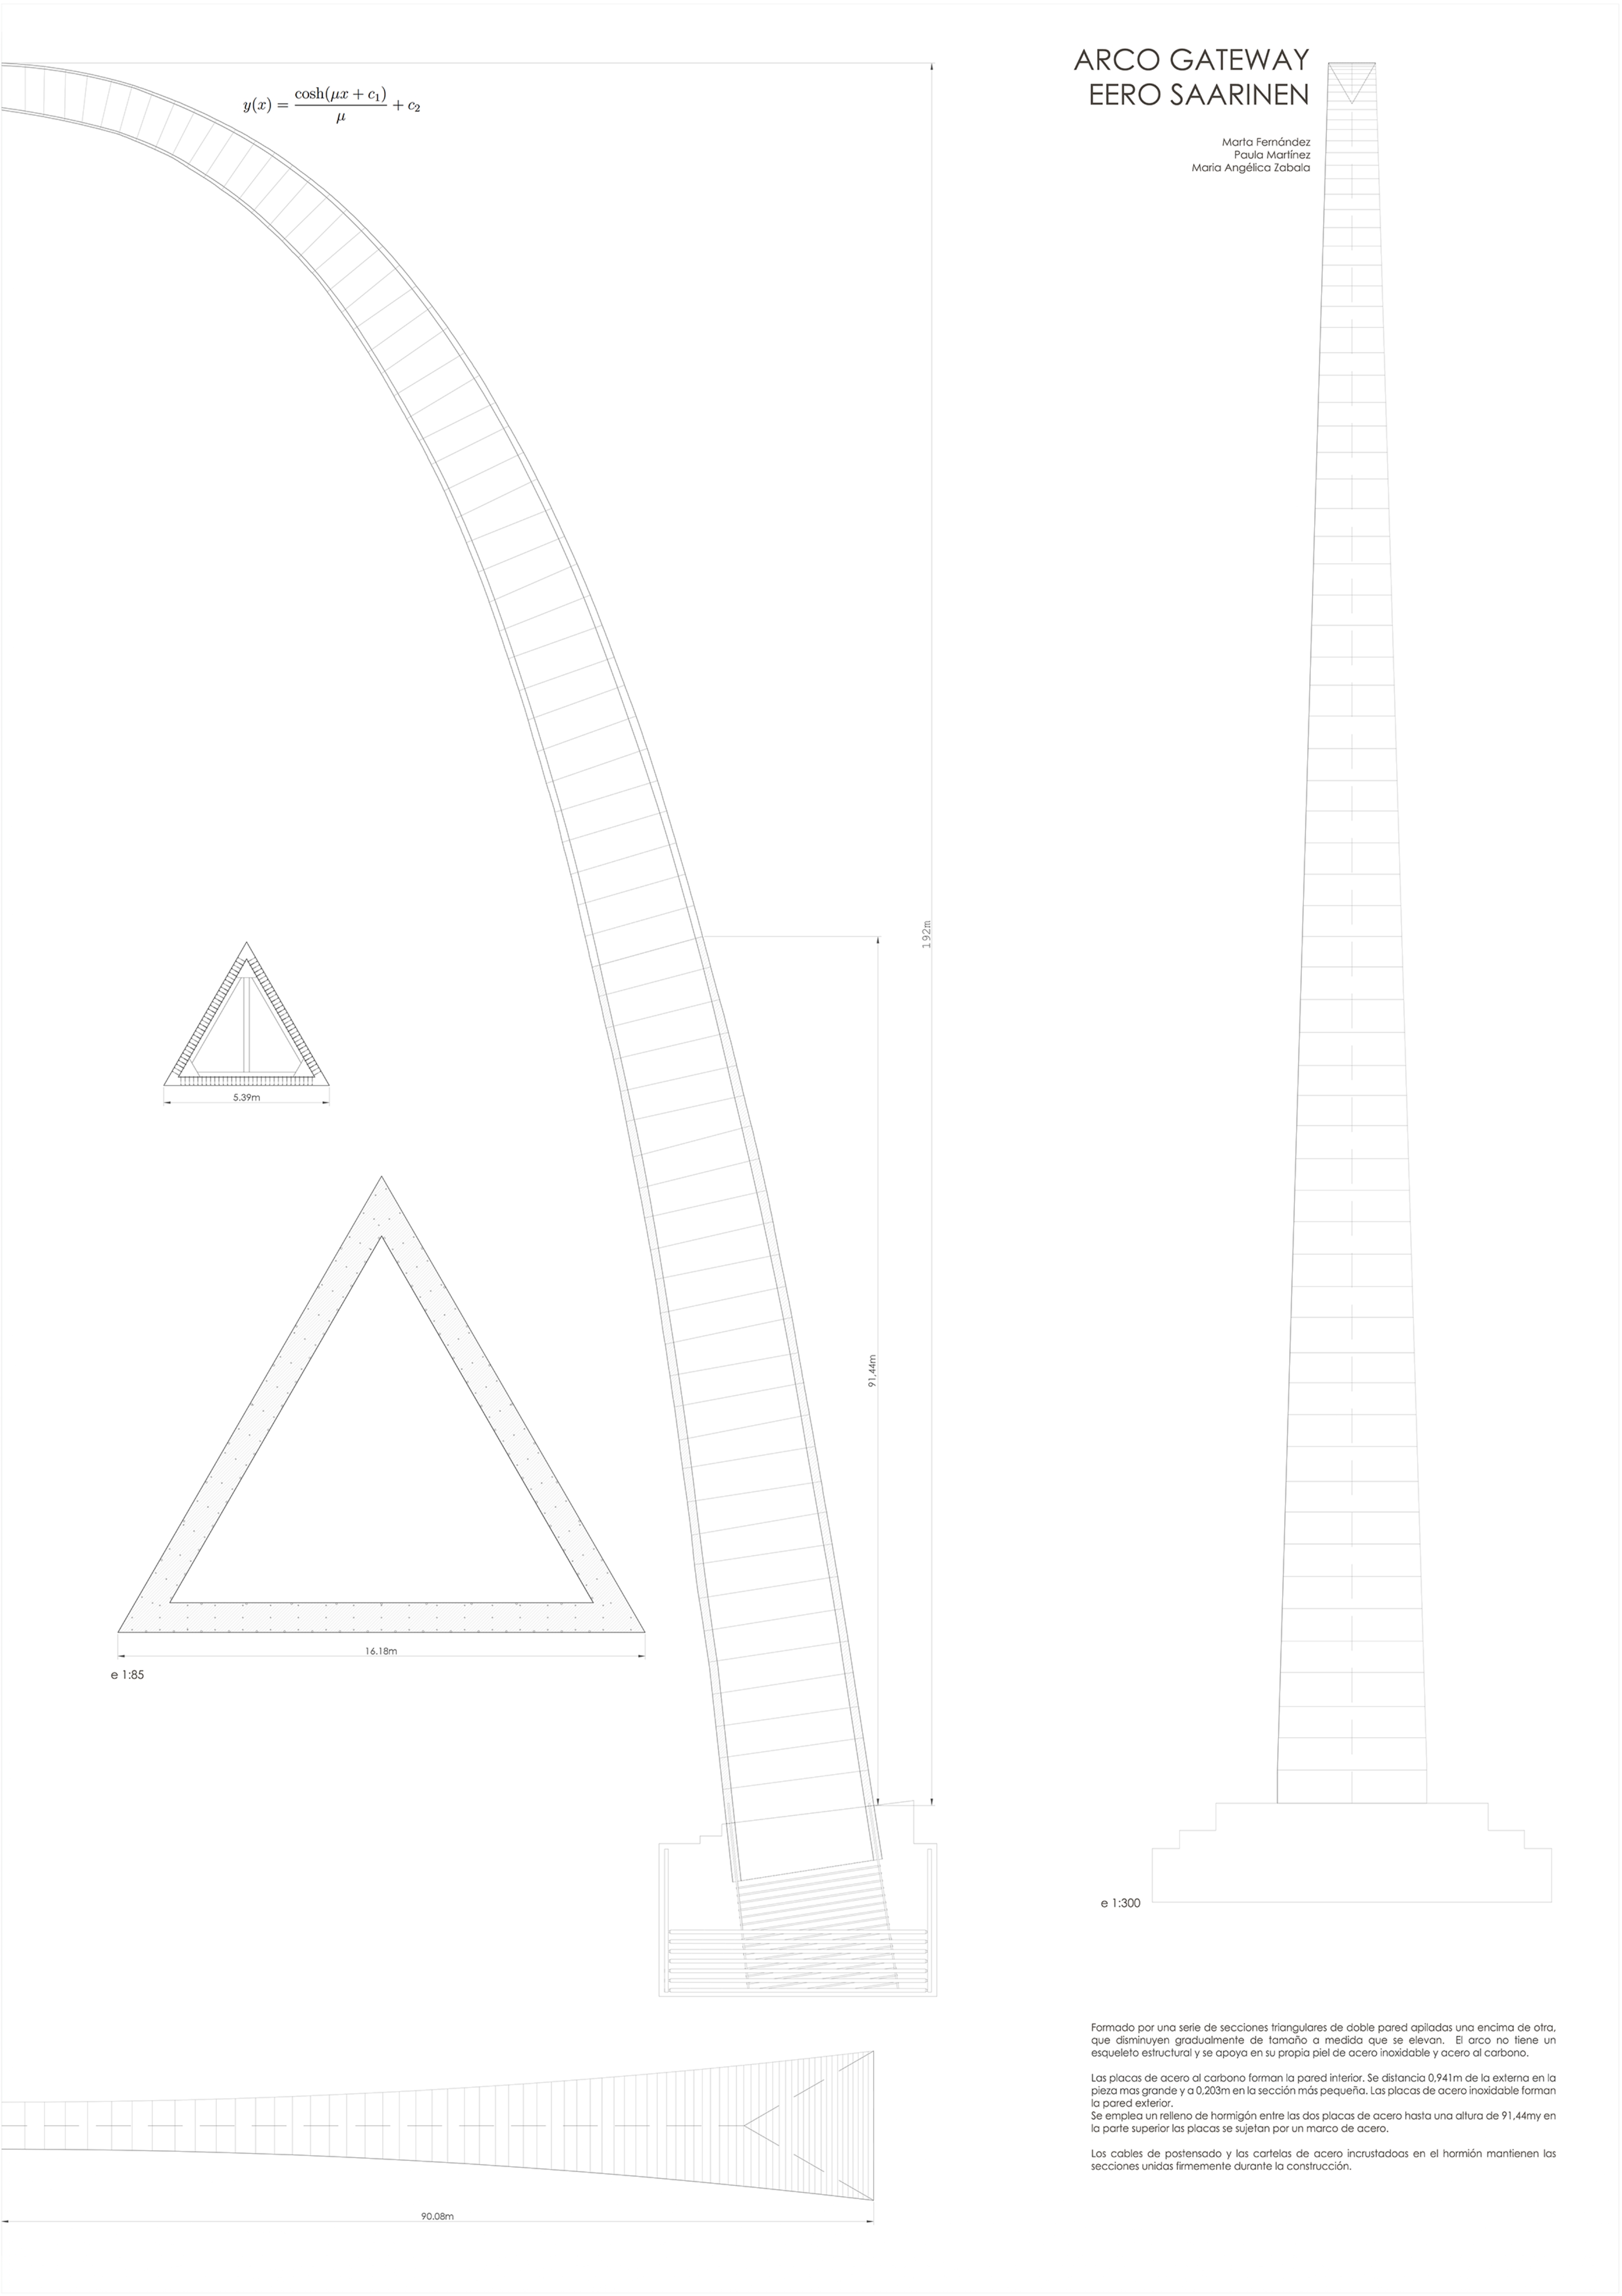 ARCO GATEWAY
EERO SAARINEN
Marta Fernández
Paula Martínez
Maria Angélica Zabala
y(x) = cosh(μx + c₁)/μ + c₂
192m
91,44m
5.39m
16.18m
e 1:85
e 1:300
90.08m
Formado por una serie de secciones triangulares de doble pared apiladas una encima de otra,
que disminuyen gradualmente de tamaño a medida que se elevan. El arco no tiene un
esqueleto estructural y se apoya en su propia piel de acero inoxidable y acero al carbono.
Las placas de acero al carbono forman la pared interior. Se distancia 0,941m de la externa en la
pieza mas grande y a 0,203m en la sección más pequeña. Las placas de acero inoxidable forman
la pared exterior.
Se emplea un relleno de hormigón entre las dos placas de acero hasta una altura de 91,44my en
la parte superior las placas se sujetan por un marco de acero.
Los cables de postensado y las cartelas de acero incrustadoas en el hormión mantienen las
secciones unidas firmemente durante la construcción.